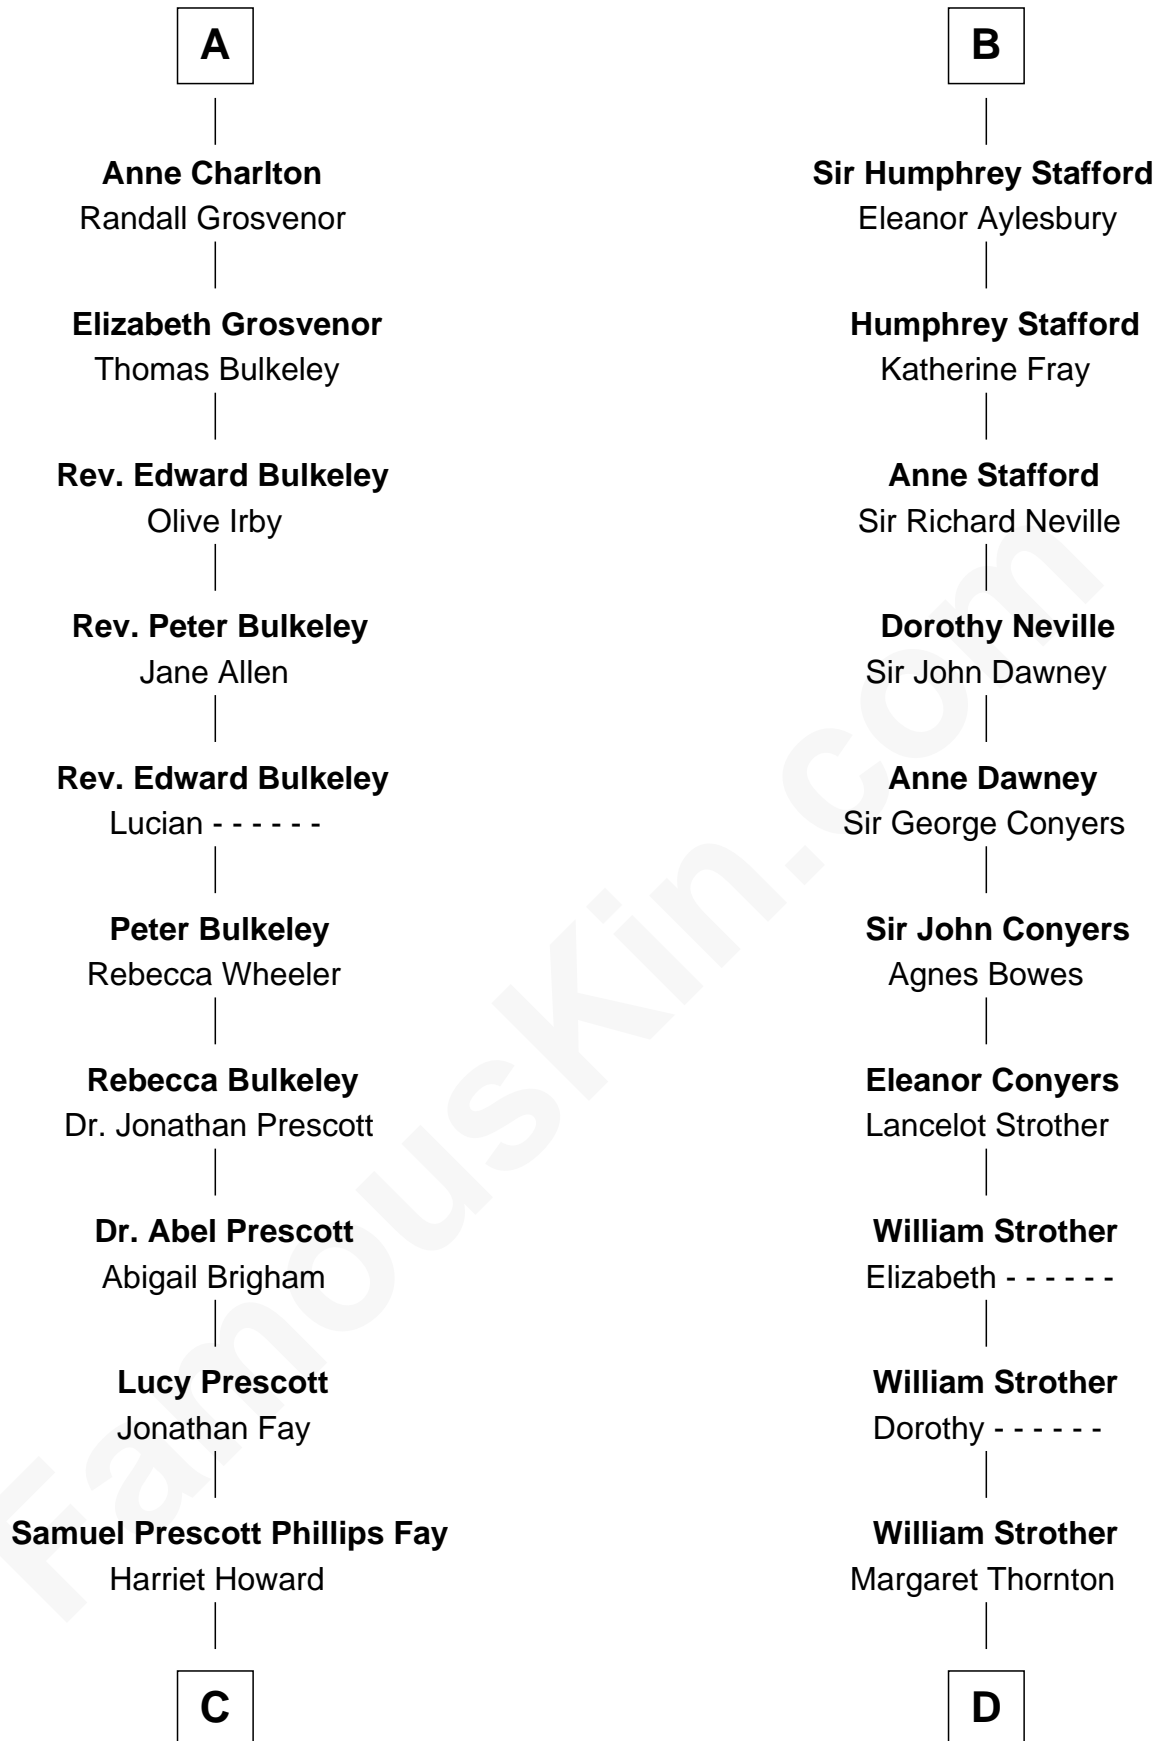 A
Anne Charlton
Randall Grosvenor
Elizabeth Grosvenor
Thomas Bulkeley
Rev. Edward Bulkeley
Olive Irby
Rev. Peter Bulkeley
Jane Allen
Rev. Edward Bulkeley
Lucian - - - - - -
Peter Bulkeley
Rebecca Wheeler
Rebecca Bulkeley
Dr. Jonathan Prescott
Dr. Abel Prescott
Abigail Brigham
Lucy Prescott
Jonathan Fay
Samuel Prescott Phillips Fay
Harriet Howard
C
B
Sir Humphrey Stafford
Eleanor Aylesbury
Humphrey Stafford
Katherine Fray
Anne Stafford
Sir Richard Neville
Dorothy Neville
Sir John Dawney
Anne Dawney
Sir George Conyers
Sir John Conyers
Agnes Bowes
Eleanor Conyers
Lancelot Strother
William Strother
Elizabeth - - - - - -
William Strother
Dorothy - - - - - -
William Strother
Margaret Thornton
D
FamousKin.com